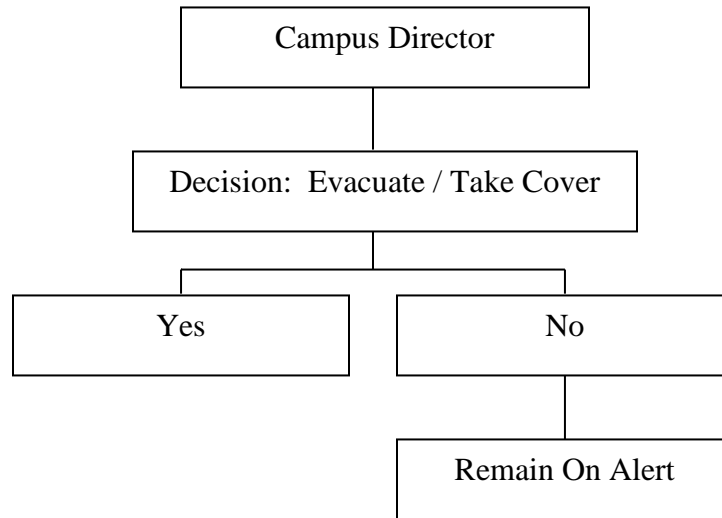 Campus Director
Decision:  Evacuate / Take Cover
Yes
No
Remain On Alert